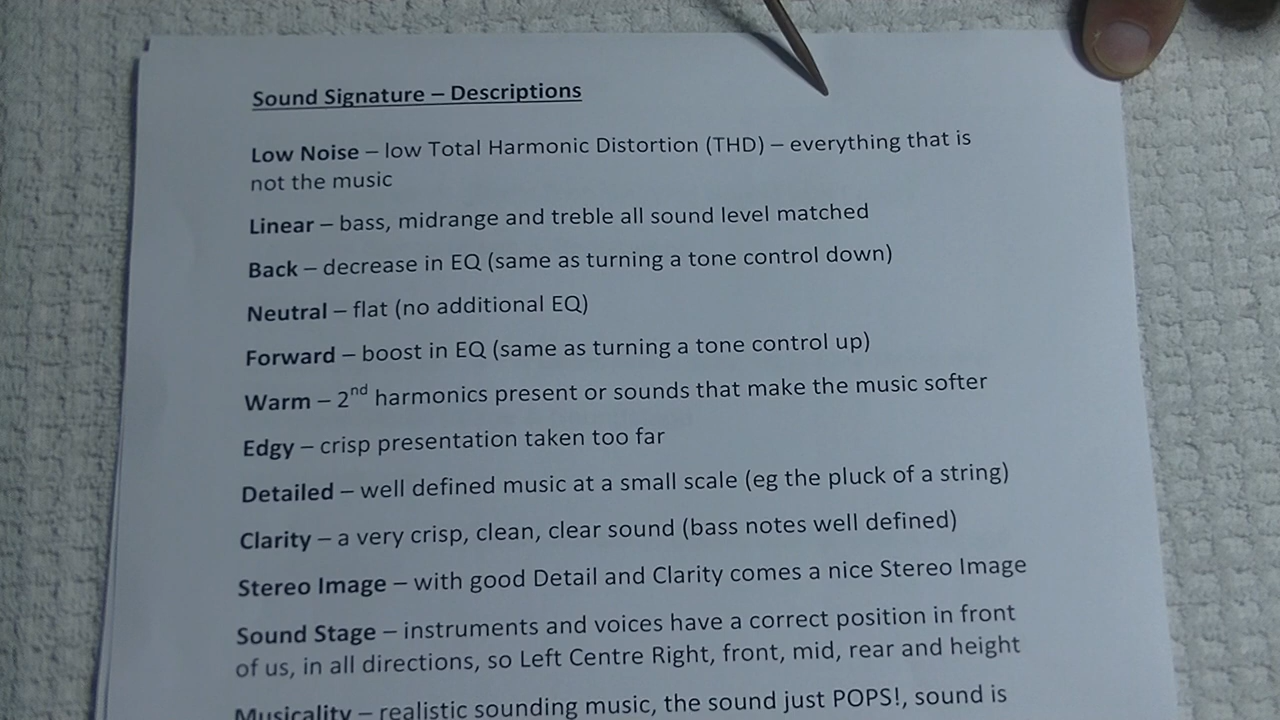 Sound Signature – Descriptions
Low Noise – low Total Harmonic Distortion (THD) – everything that is
not the music
Linear – bass, midrange and treble all sound level matched
Back – decrease in EQ (same as turning a tone control down)
Neutral – flat (no additional EQ)
Forward – boost in EQ (same as turning a tone control up)
Warm – 2nd harmonics present or sounds that make the music softer
Edgy – crisp presentation taken too far
Detailed – well defined music at a small scale (eg the pluck of a string)
Clarity – a very crisp, clean, clear sound (bass notes well defined)
Stereo Image – with good Detail and Clarity comes a nice Stereo Image
Sound Stage – instruments and voices have a correct position in front
of us, in all directions, so Left Centre Right, front, mid, rear and height
Musicality – realistic sounding music, the sound just POPS!, sound is